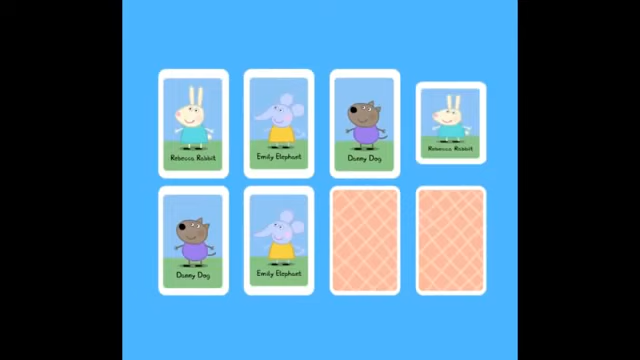 Rebecca Rabbit
Emily Elephant
Danny Dog
Rebecca Rabbit
Danny Dog
Emily Elephant